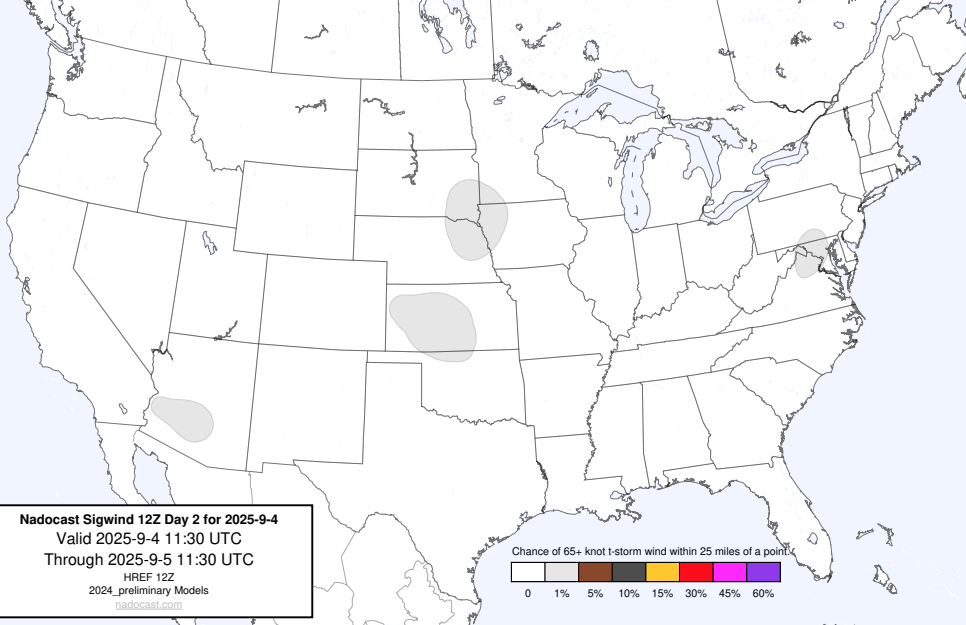 Nadocast Sigwind 12Z Day 2 for 2025-9-4
Valid 2025-9-4 11:30 UTC
Through 2025-9-5 11:30 UTC
HREF 12Z
2024_preliminary Models
nadocast.com
Chance of 65+ knot t-storm wind within 25 miles of a point.
0 1% 5% 10% 15% 30% 45% 60%